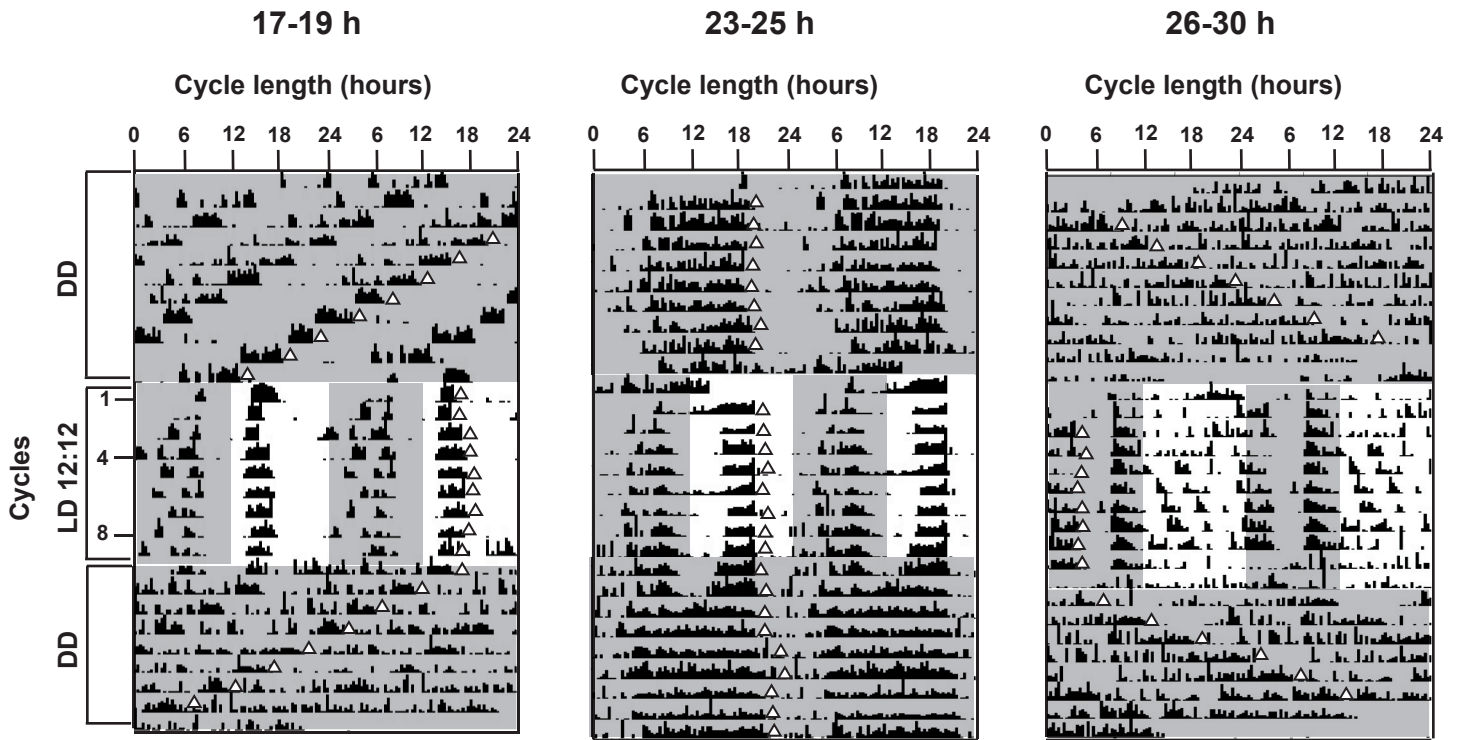 17-19 h 23-25 h 26-30 h
Cycle length (hours) Cycle length (hours) Cycle length (hours)
0 6 12 18 24 6 12 18 24 0 6 12 18 24 6 12 18 24 0 6 12 18 24 6 12 18 24
DD
Cycles
LD 12:12
1
4
8
DD